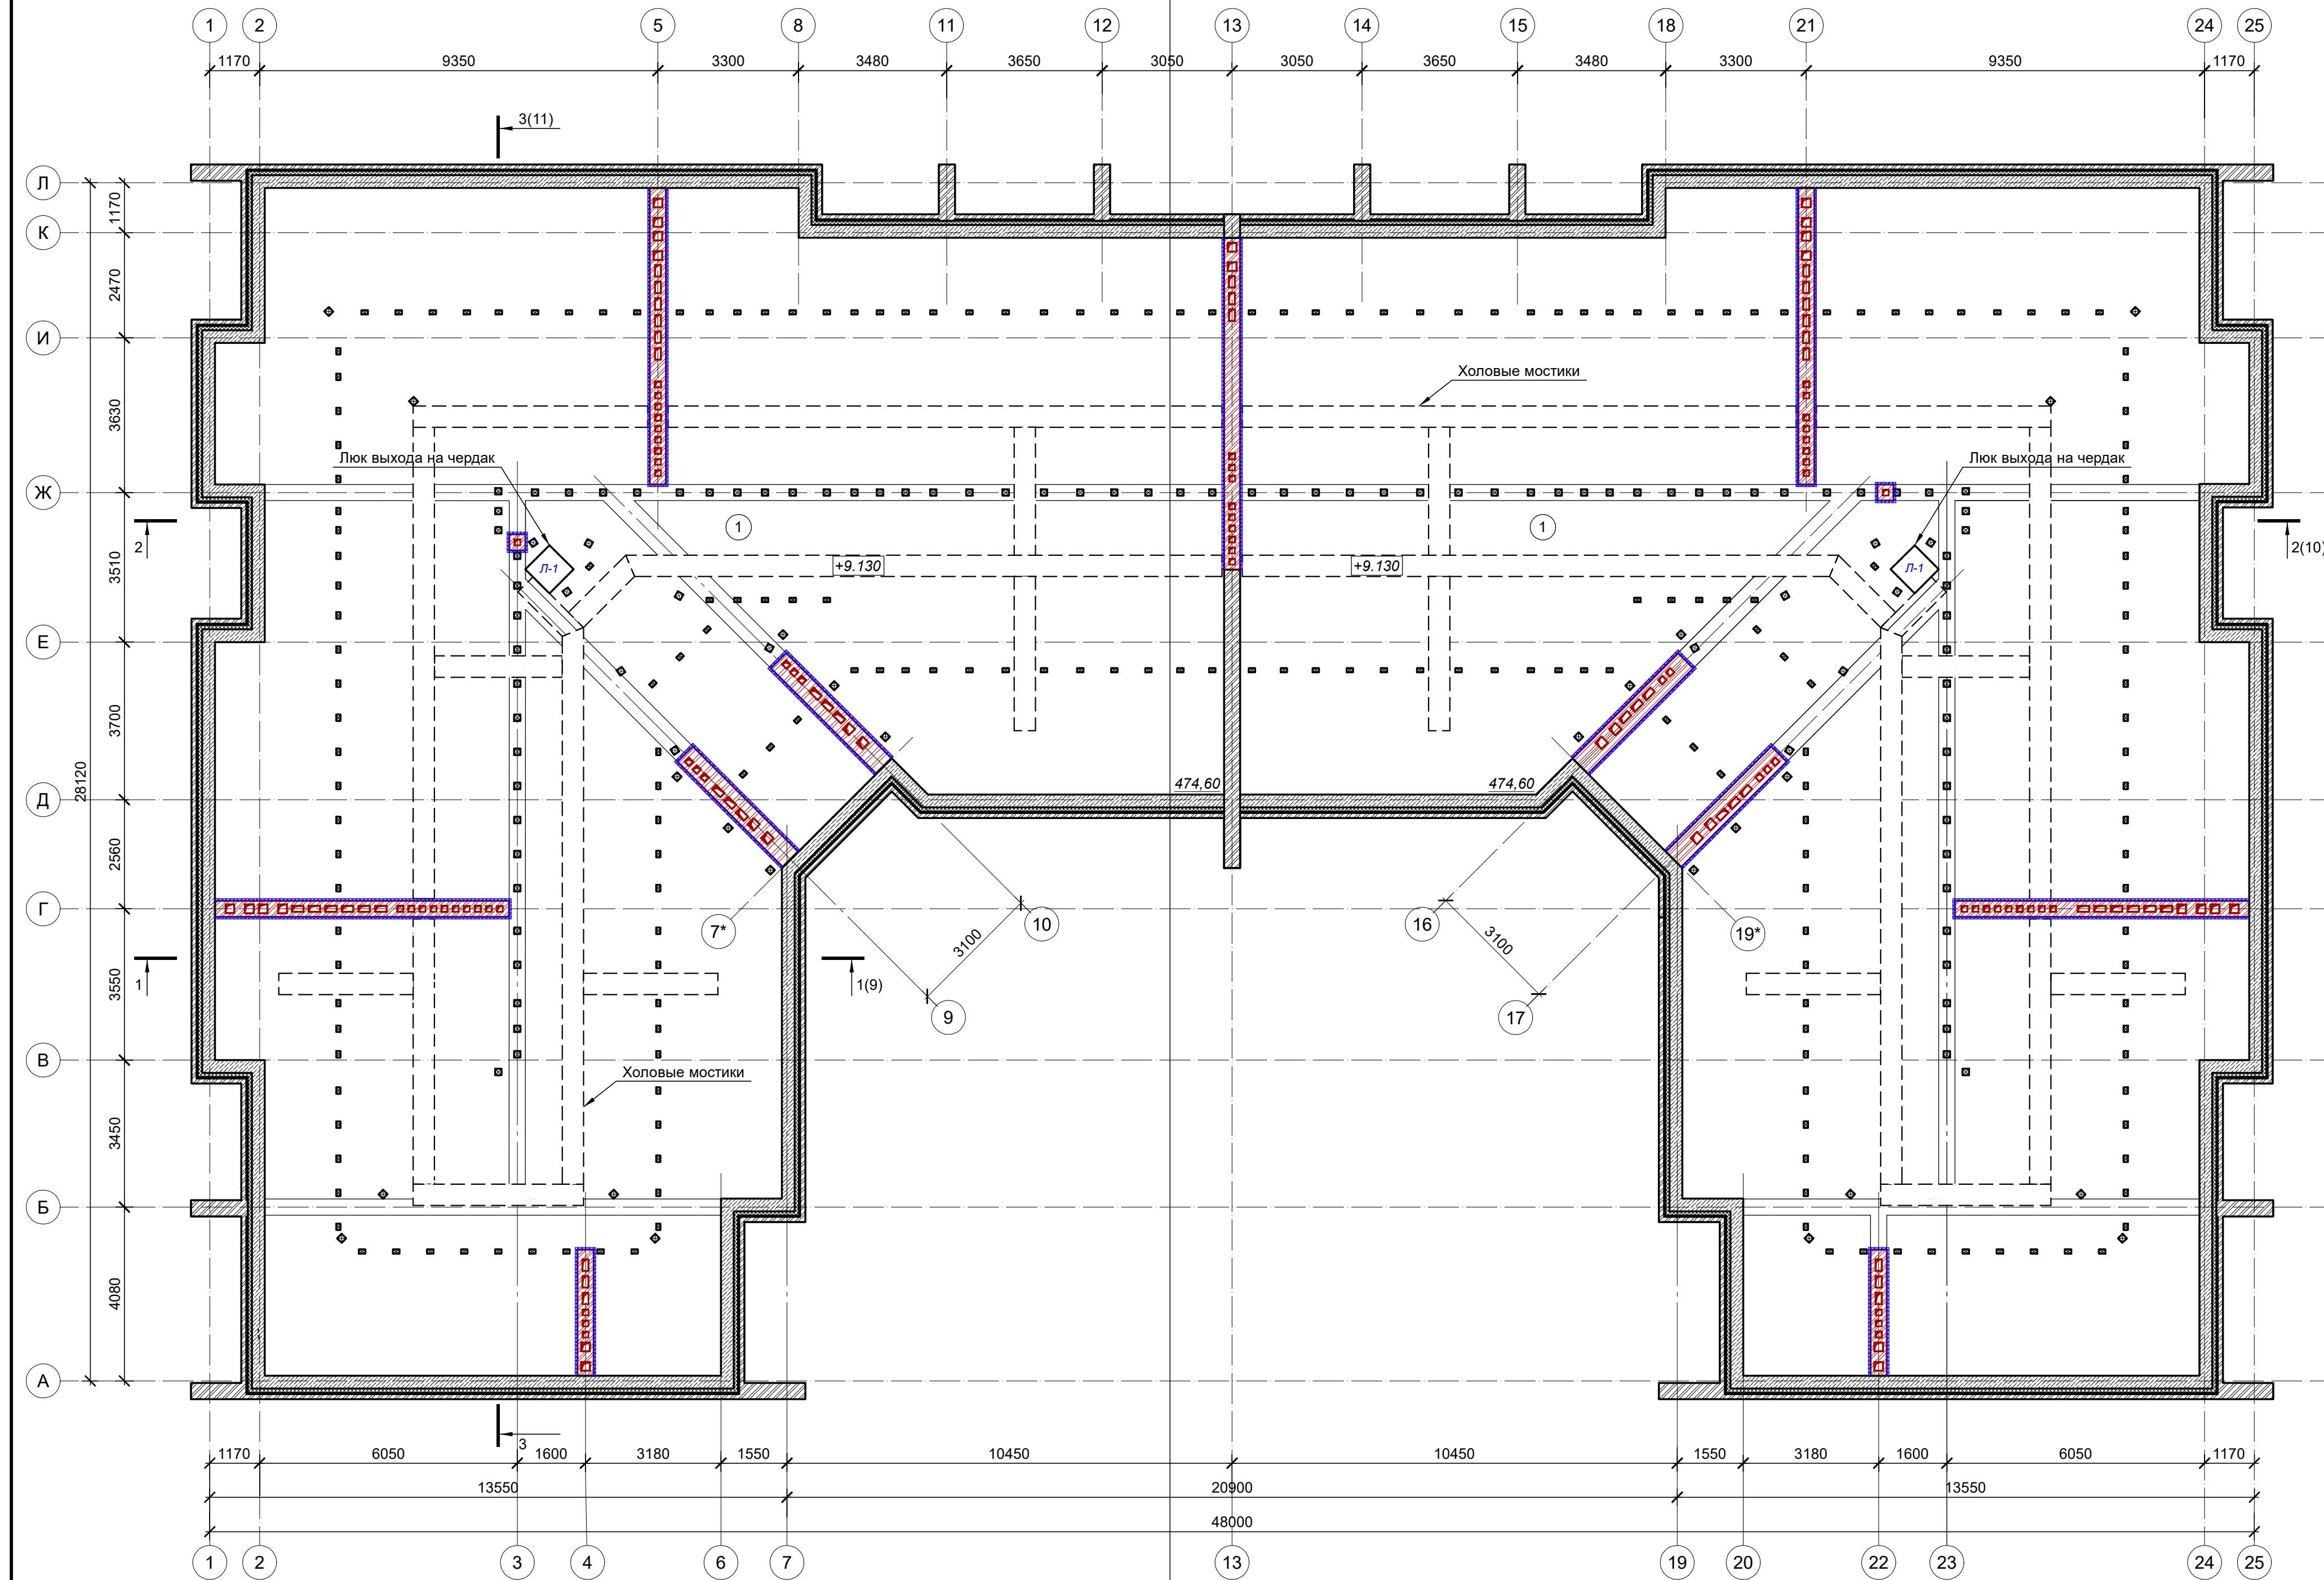 1 2 5 8 11 12 13 14 15 18 21 24 25
1170 9350 3300 3480 3650 3050 3050 3650 3480 3300 9350 1170
3(11)
Л
1170
К
2470
И
3630
Холовые мостики
Люк выхода на чердак
Люк выхода на чердак
Ж
1 1
2
2(10)
3510
Л-1
+9.130
+9.130
Л-1
Е
3700
28120
474,60
474,60
Д
2560
Г
7* 10 16 19*
3100
3100
3550
1
1(9)
9 17
В
Холовые мостики
3450
Б
4080
А
3
1170 6050 1600 3180 1550 10450 10450 1550 3180 1600 6050 1170
13550 20900 13550
48000
1 2 3 4 6 7 13 19 20 22 23 24 25